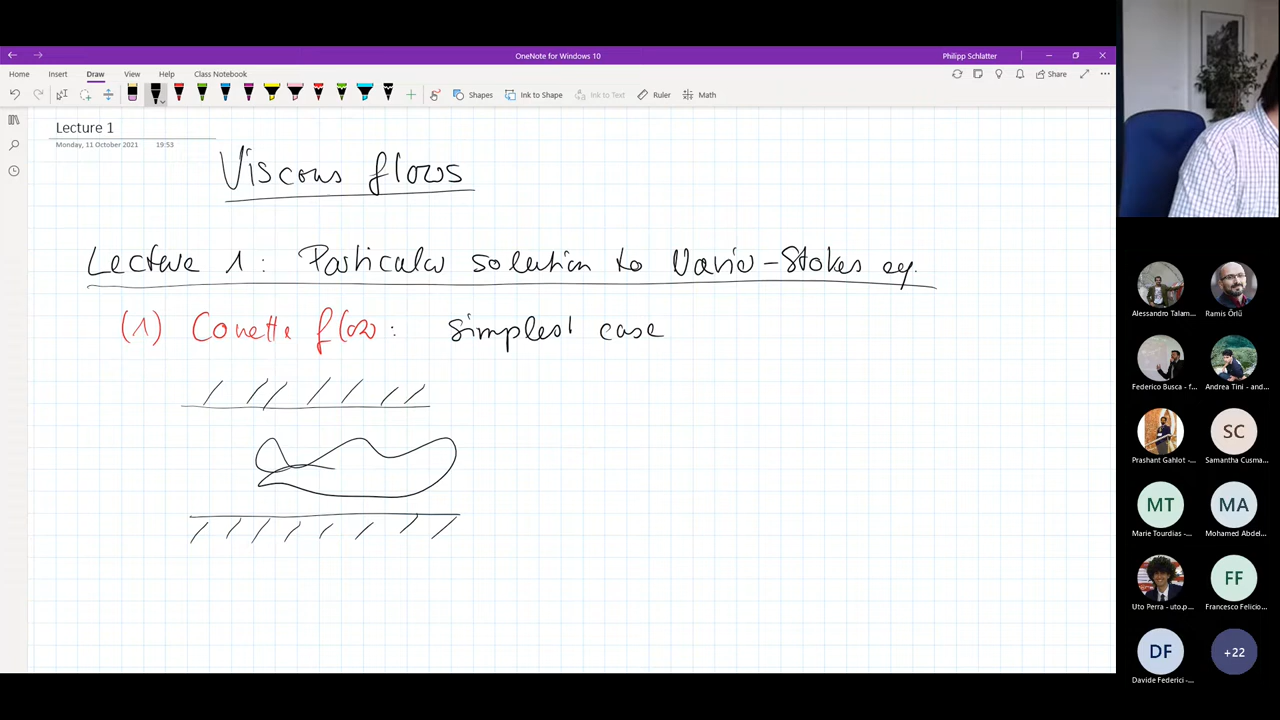 OneNote for Windows 10
Philipp Schlatter
Home Insert Draw View Help Class Notebook
Share
Shapes Ink to Shape Ink to Text Ruler Math
Lecture 1
Monday, 11 October 2021 19:53
Viscous flows
Lecture 1: Particular solution to Navier-Stokes eq.
(1) Couette flow: simplest case
Alessandro Talam...
Ramis Örlü
Federico Busca - f...
Andrea Tini - and...
SC
Prashant Gahlot -...
Samantha Cusma...
MT
MA
Marie Tourdias - ...
Mohamed Abdel...
FF
Uto Perra - uto.p...
Francesco Felicio...
DF
+22
Davide Federici -...